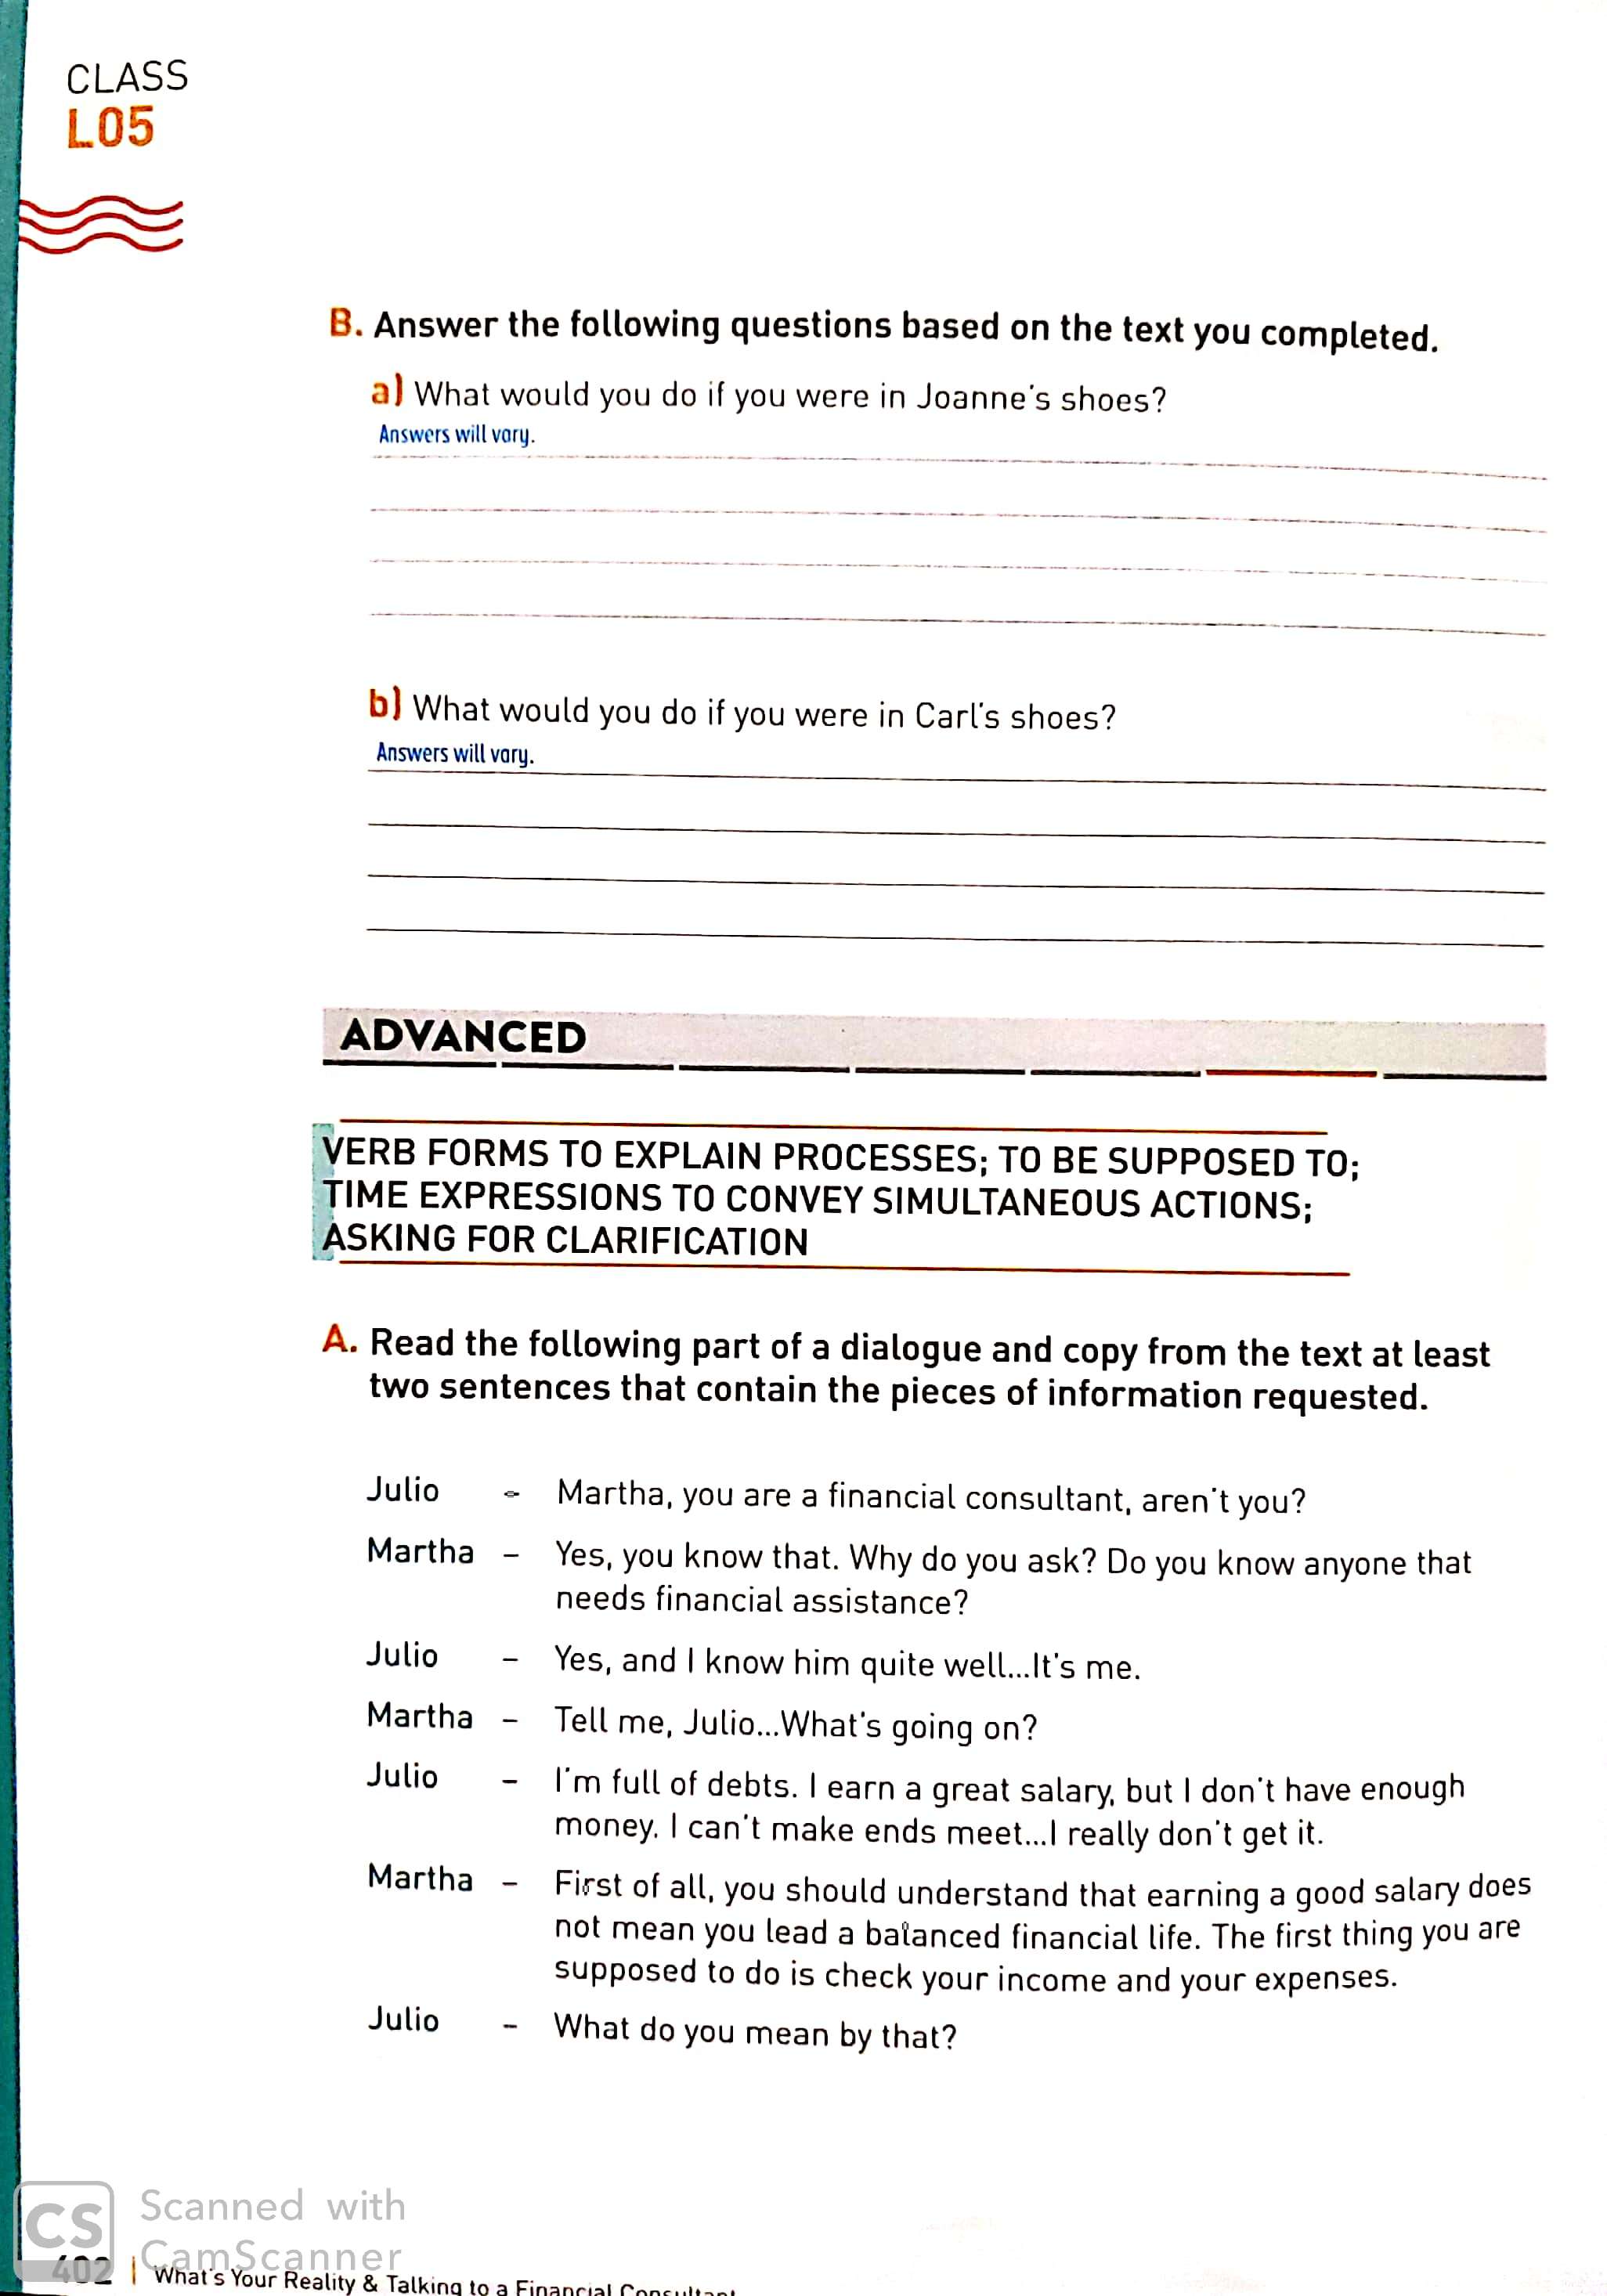 CLASS
L05
B. Answer the following questions based on the text you completed.
a) What would you do if you were in Joanne's shoes?
Answers will vary.
b) What would you do if you were in Carl's shoes?
Answers will vary.
ADVANCED
VERB FORMS TO EXPLAIN PROCESSES; TO BE SUPPOSED TO;
TIME EXPRESSIONS TO CONVEY SIMULTANEOUS ACTIONS;
ASKING FOR CLARIFICATION
A. Read the following part of a dialogue and copy from the text at least
two sentences that contain the pieces of information requested.
Julio - Martha, you are a financial consultant, aren't you?
Martha - Yes, you know that. Why do you ask? Do you know anyone that
needs financial assistance?
Julio - Yes, and I know him quite well...It's me.
Martha - Tell me, Julio...What's going on?
Julio - I'm full of debts. I earn a great salary, but I don't have enough
money. I can't make ends meet...I really don't get it.
Martha - First of all, you should understand that earning a good salary does
not mean you lead a balanced financial life. The first thing you are
supposed to do is check your income and your expenses.
Julio - What do you mean by that?
CS Scanned with
CamScanner
402 | What's Your Reality & Talking to a Financial Consultant